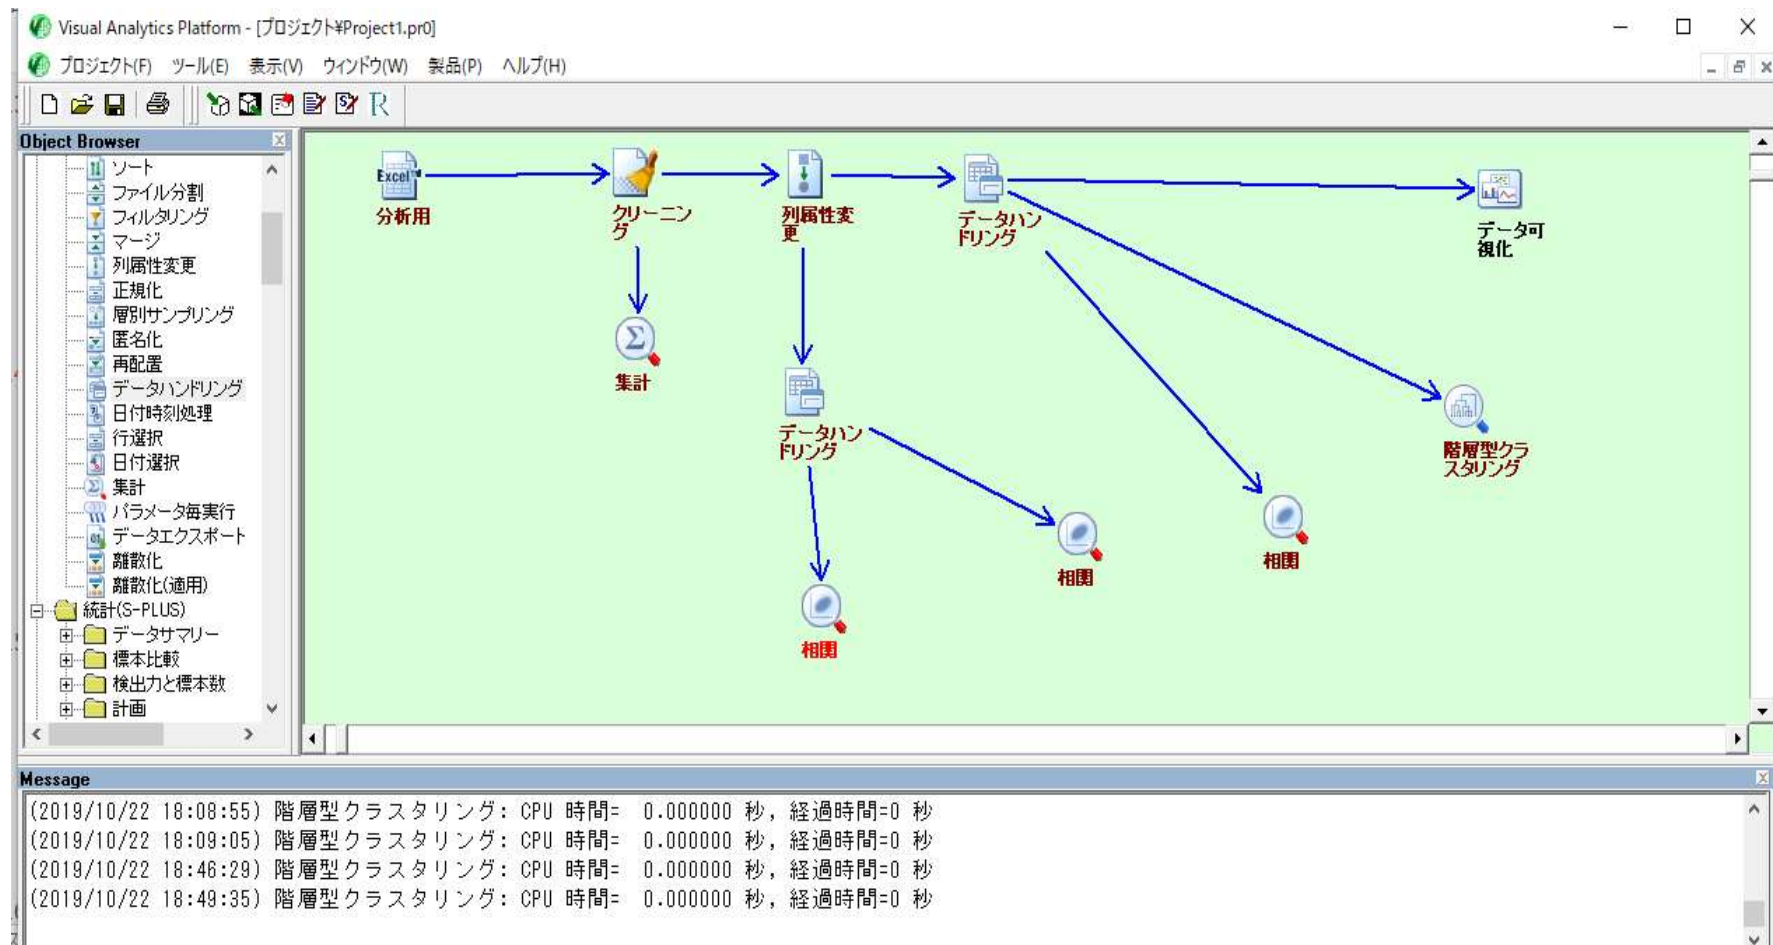 Visual Analytics Platform - [プロジェクト¥Project1.pr0]
プロジェクト(F) ツール(E) 表示(V) ウィンドウ(W) 製品(P) ヘルプ(H)
Object Browser
ソート
ファイル分割
フィルタリング
マージ
列属性変更
正規化
層別サンプリング
匿名化
再配置
データハンドリング
日付時刻処理
行選択
日付選択
集計
パラメータ毎実行
データエクスポート
離散化
離散化(適用)
統計(S-PLUS)
データサマリー
標本比較
検出力と標本数
計画
Excel
分析用
クリーニン
グ
列属性変
更
データハン
ドリング
データ可
視化
集計
データハン
ドリング
階層型クラ
スタリング
相関
相関
相関
Message
(2019/10/22 18:08:55) 階層型クラスタリング: CPU 時間= 0.000000 秒, 経過時間=0 秒
(2019/10/22 18:09:05) 階層型クラスタリング: CPU 時間= 0.000000 秒, 経過時間=0 秒
(2019/10/22 18:46:29) 階層型クラスタリング: CPU 時間= 0.000000 秒, 経過時間=0 秒
(2019/10/22 18:49:35) 階層型クラスタリング: CPU 時間= 0.000000 秒, 経過時間=0 秒